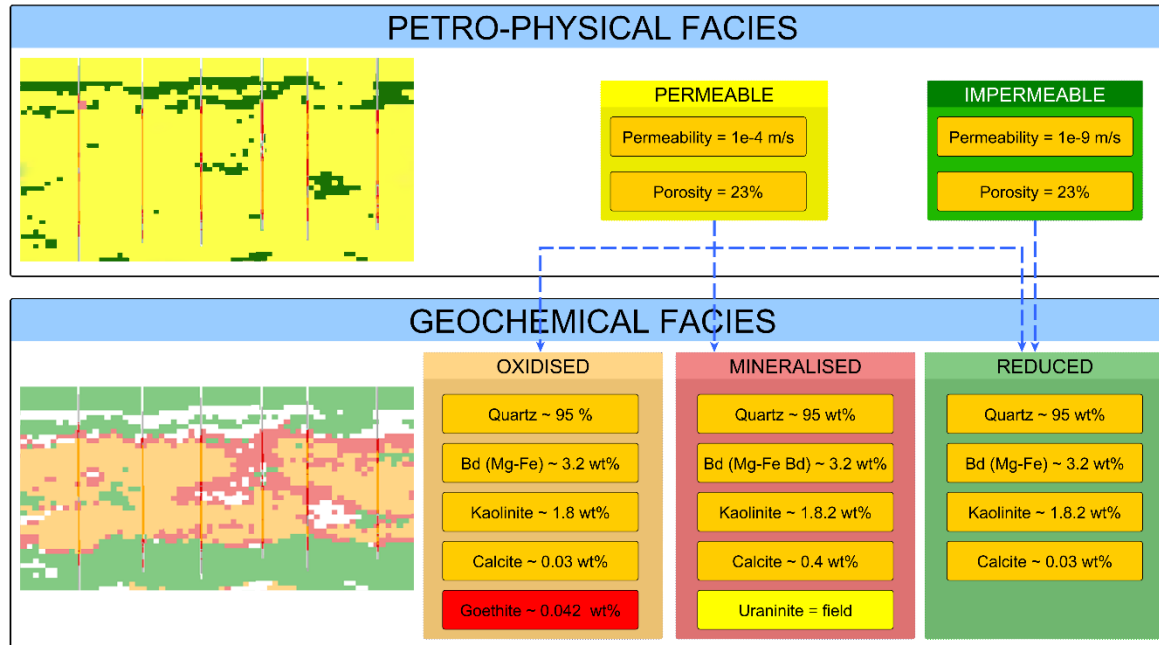 PETRO-PHYSICAL FACIES
PERMEABLE
Permeability = 1e-4 m/s
Porosity = 23%
IMPERMEABLE
Permeability = 1e-9 m/s
Porosity = 23%
GEOCHEMICAL FACIES
OXIDISED
Quartz ~ 95 %
Bd (Mg-Fe) ~ 3.2 wt%
Kaolinite ~ 1.8 wt%
Calcite ~ 0.03 wt%
Goethite ~ 0.042 wt%
MINERALISED
Quartz ~ 95 wt%
Bd (Mg-Fe Bd) ~ 3.2 wt%
Kaolinite ~ 1.8.2 wt%
Calcite ~ 0.4 wt%
Uraninite = field
REDUCED
Quartz ~ 95 wt%
Bd (Mg-Fe) ~ 3.2 wt%
Kaolinite ~ 1.8.2 wt%
Calcite ~ 0.03 wt%